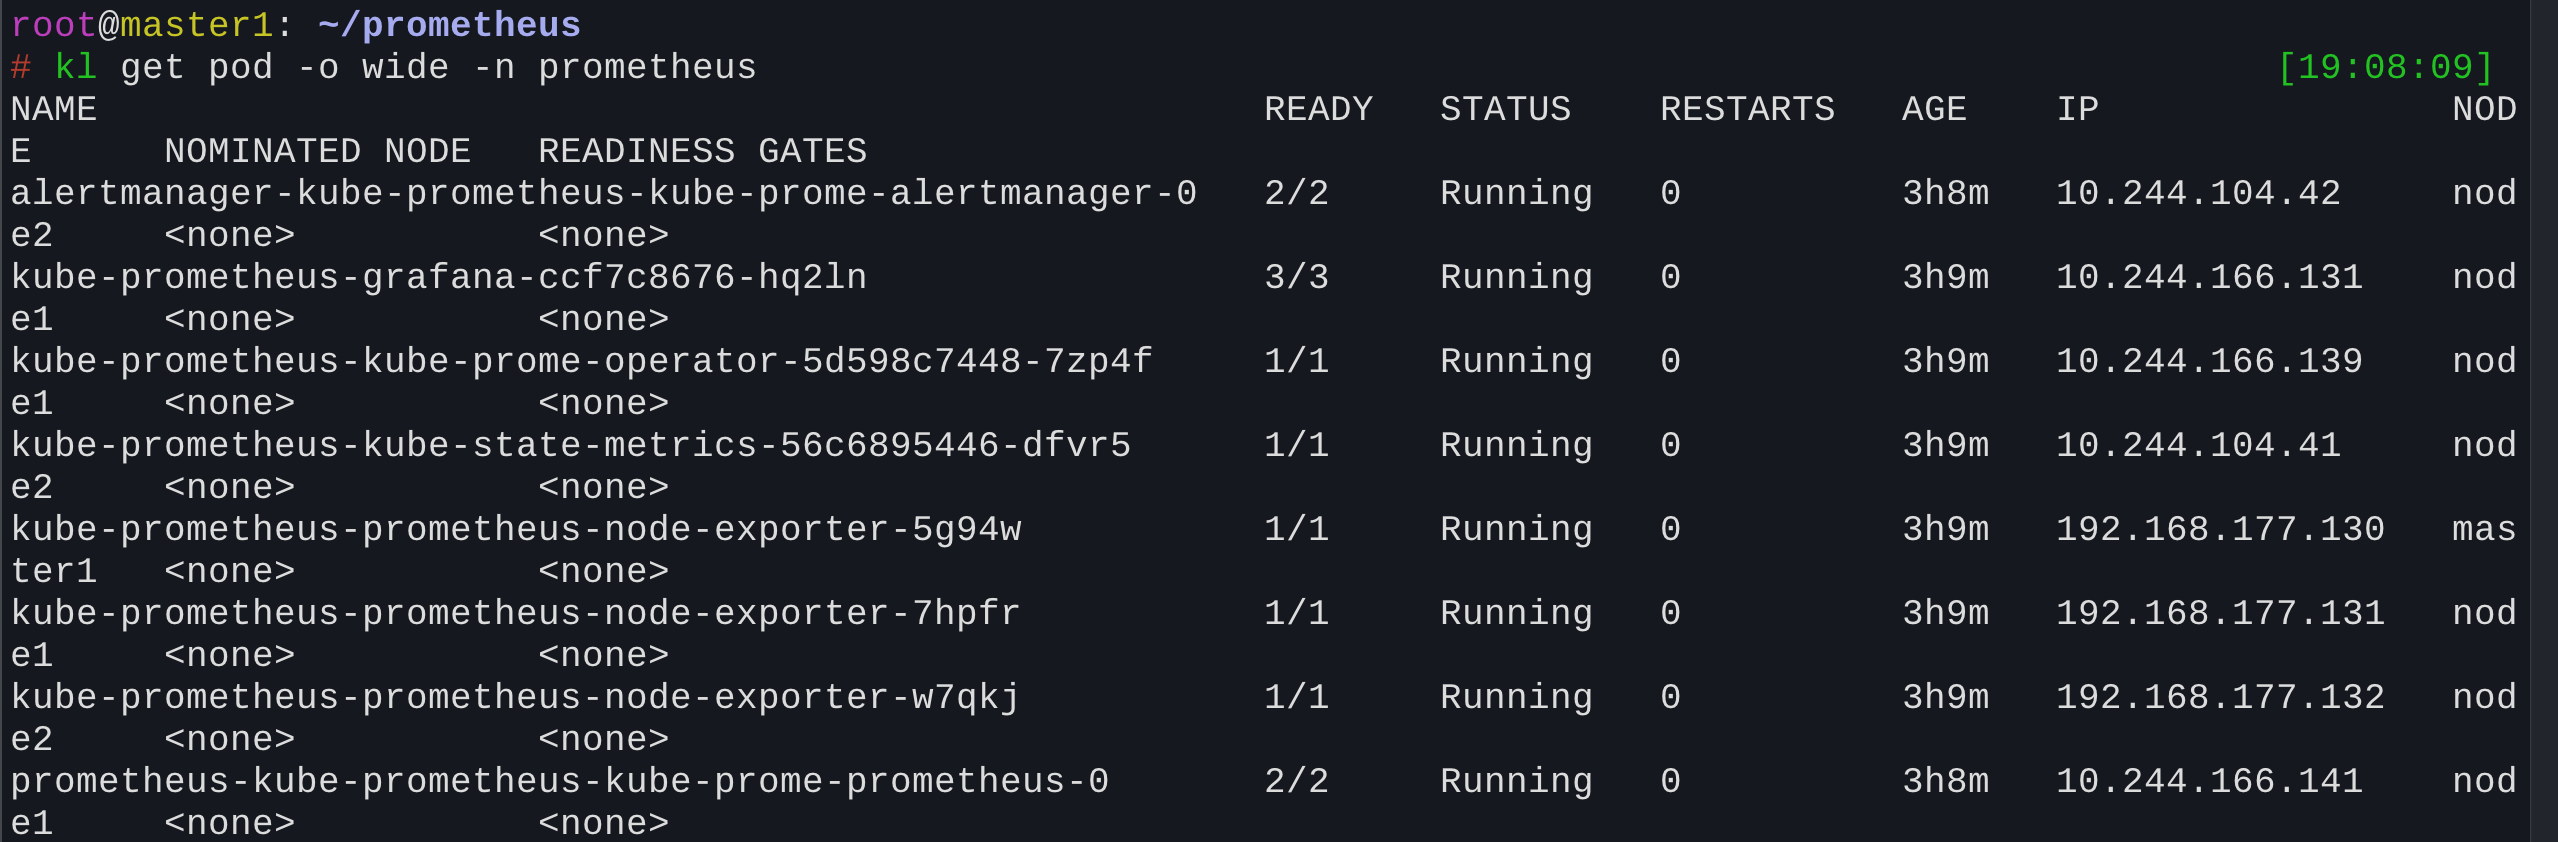 root@master1: ~/prometheus
# kl get pod -o wide -n prometheus [19:08:09]
NAME READY STATUS RESTARTS AGE IP NOD
E NOMINATED NODE READINESS GATES
alertmanager-kube-prometheus-kube-prome-alertmanager-0 2/2 Running 0 3h8m 10.244.104.42 nod
e2 <none> <none>
kube-prometheus-grafana-ccf7c8676-hq2ln 3/3 Running 0 3h9m 10.244.166.131 nod
e1 <none> <none>
kube-prometheus-kube-prome-operator-5d598c7448-7zp4f 1/1 Running 0 3h9m 10.244.166.139 nod
e1 <none> <none>
kube-prometheus-kube-state-metrics-56c6895446-dfvr5 1/1 Running 0 3h9m 10.244.104.41 nod
e2 <none> <none>
kube-prometheus-prometheus-node-exporter-5g94w 1/1 Running 0 3h9m 192.168.177.130 mas
ter1 <none> <none>
kube-prometheus-prometheus-node-exporter-7hpfr 1/1 Running 0 3h9m 192.168.177.131 nod
e1 <none> <none>
kube-prometheus-prometheus-node-exporter-w7qkj 1/1 Running 0 3h9m 192.168.177.132 nod
e2 <none> <none>
prometheus-kube-prometheus-kube-prome-prometheus-0 2/2 Running 0 3h8m 10.244.166.141 nod
e1 <none> <none>